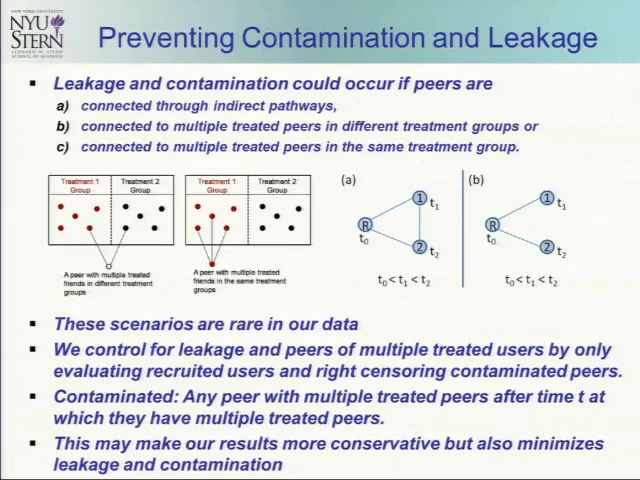 NEW YORK UNIVERSITY
NYU
STERN
LEONARD N. STERN
SCHOOL OF BUSINESS
Preventing Contamination and Leakage
Leakage and contamination could occur if peers are
a) connected through indirect pathways,
b) connected to multiple treated peers in different treatment groups or
c) connected to multiple treated peers in the same treatment group.
Treatment 1
Group
Treatment 2
Group
A peer with multiple treated
friends in different treatment
groups
Treatment 1
Group
Treatment 2
Group
A peer with multiple treated
friends in the same treatment
groups
(a)
1
t1
R
t0
2
t2
t0 < t1 < t2
(b)
1
t1
R
t0
2
t2
t0 < t1 < t2
These scenarios are rare in our data
We control for leakage and peers of multiple treated users by only
evaluating recruited users and right censoring contaminated peers.
Contaminated: Any peer with multiple treated peers after time t at
which they have multiple treated peers.
This may make our results more conservative but also minimizes
leakage and contamination